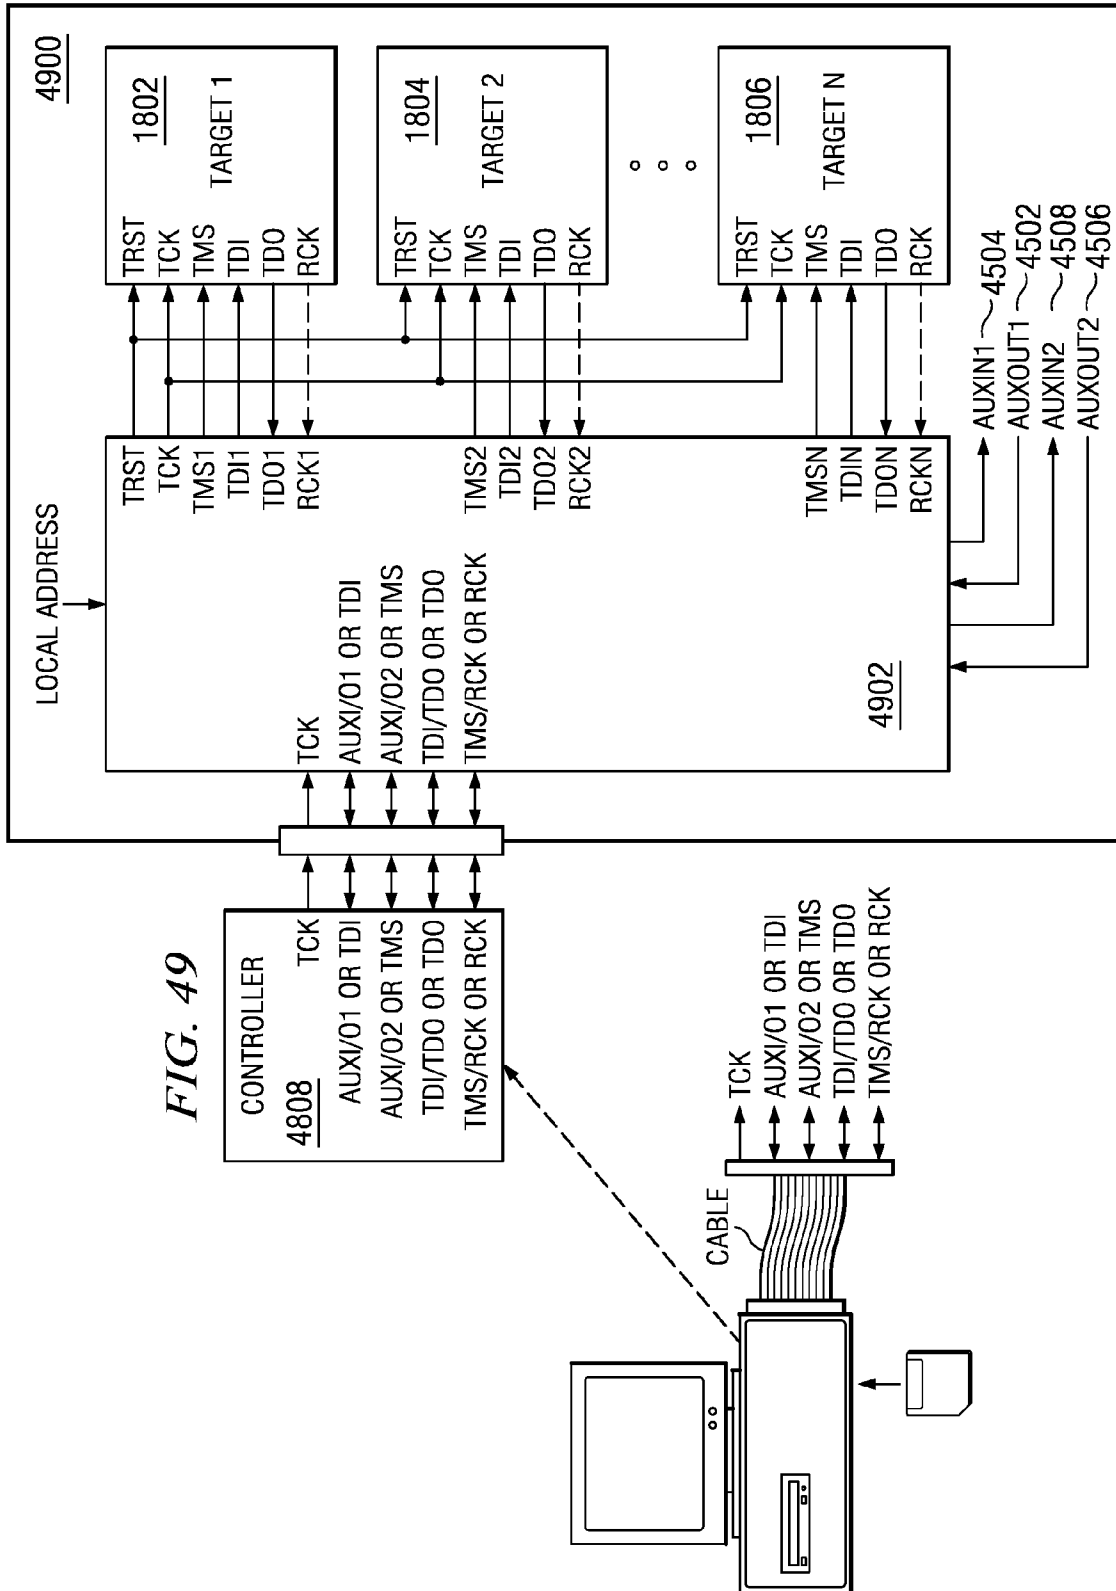 FIG. 49
4900
LOCAL ADDRESS
CONTROLLER
4808
TCK
AUXI/O1 OR TDI
AUXI/O2 OR TMS
TDI/TDO OR TDO
TMS/RCK OR RCK
TCK
AUXI/O1 OR TDI
AUXI/O2 OR TMS
TDI/TDO OR TDO
TMS/RCK OR RCK
4902
TRST
TCK
TMS1
TDI1
TDO1
RCK1
TMS2
TDI2
TDO2
RCK2
TMSN
TDIN
TDON
RCKN
TRST
TCK
TMS
TDI
TDO
RCK
1802
TARGET 1
TRST
TCK
TMS
TDI
TDO
RCK
1804
TARGET 2
TRST
TCK
TMS
TDI
TDO
RCK
1806
TARGET N
AUXIN1 4504
AUXOUT1 4502
AUXIN2 4508
AUXOUT2 4506
CABLE
TCK
AUXI/O1 OR TDI
AUXI/O2 OR TMS
TDI/TDO OR TDO
TMS/RCK OR RCK